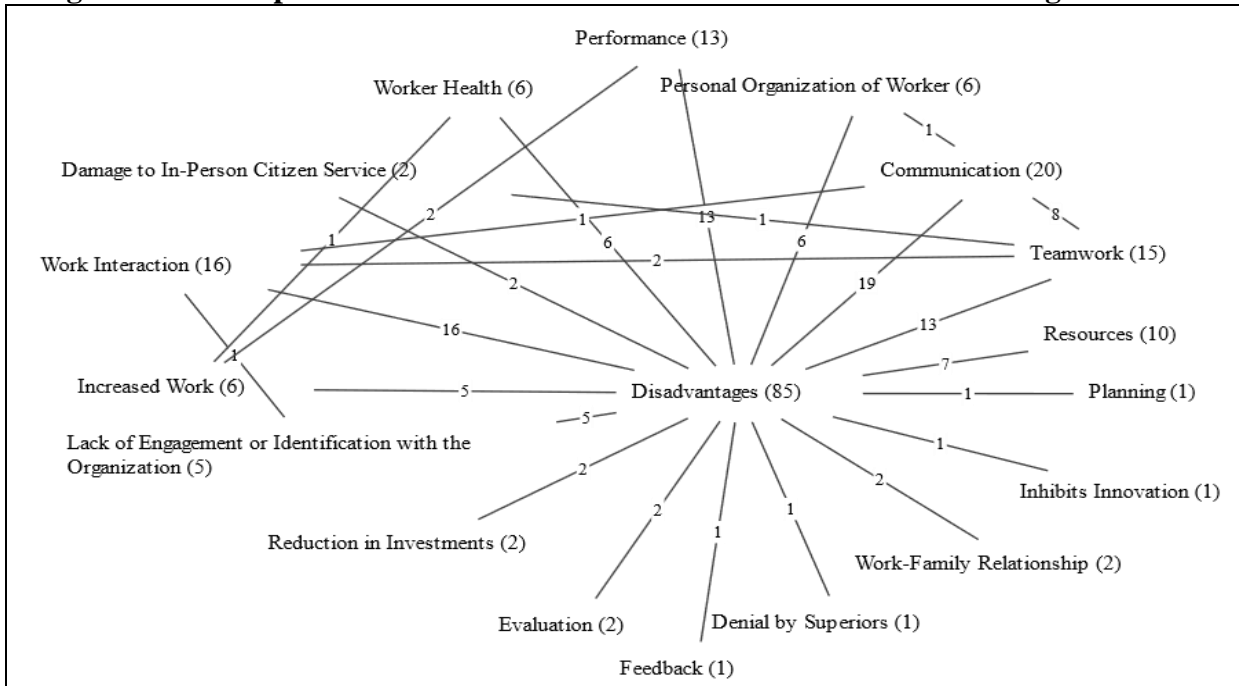 Performance (13)
Worker Health (6)
Personal Organization of Worker (6)
1
Damage to In-Person Citizen Service (2)
Communication (20)
2
1
13
1
8
1
6
6
Teamwork (15)
Work Interaction (16)
2
2
19
16
13
Resources (10)
1
7
Increased Work (6)
5
Disadvantages (85)
1
Planning (1)
5
Lack of Engagement or Identification with the
Organization (5)
1
2
2
Inhibits Innovation (1)
2
1
1
Reduction in Investments (2)
Work-Family Relationship (2)
Evaluation (2)
Denial by Superiors (1)
Feedback (1)